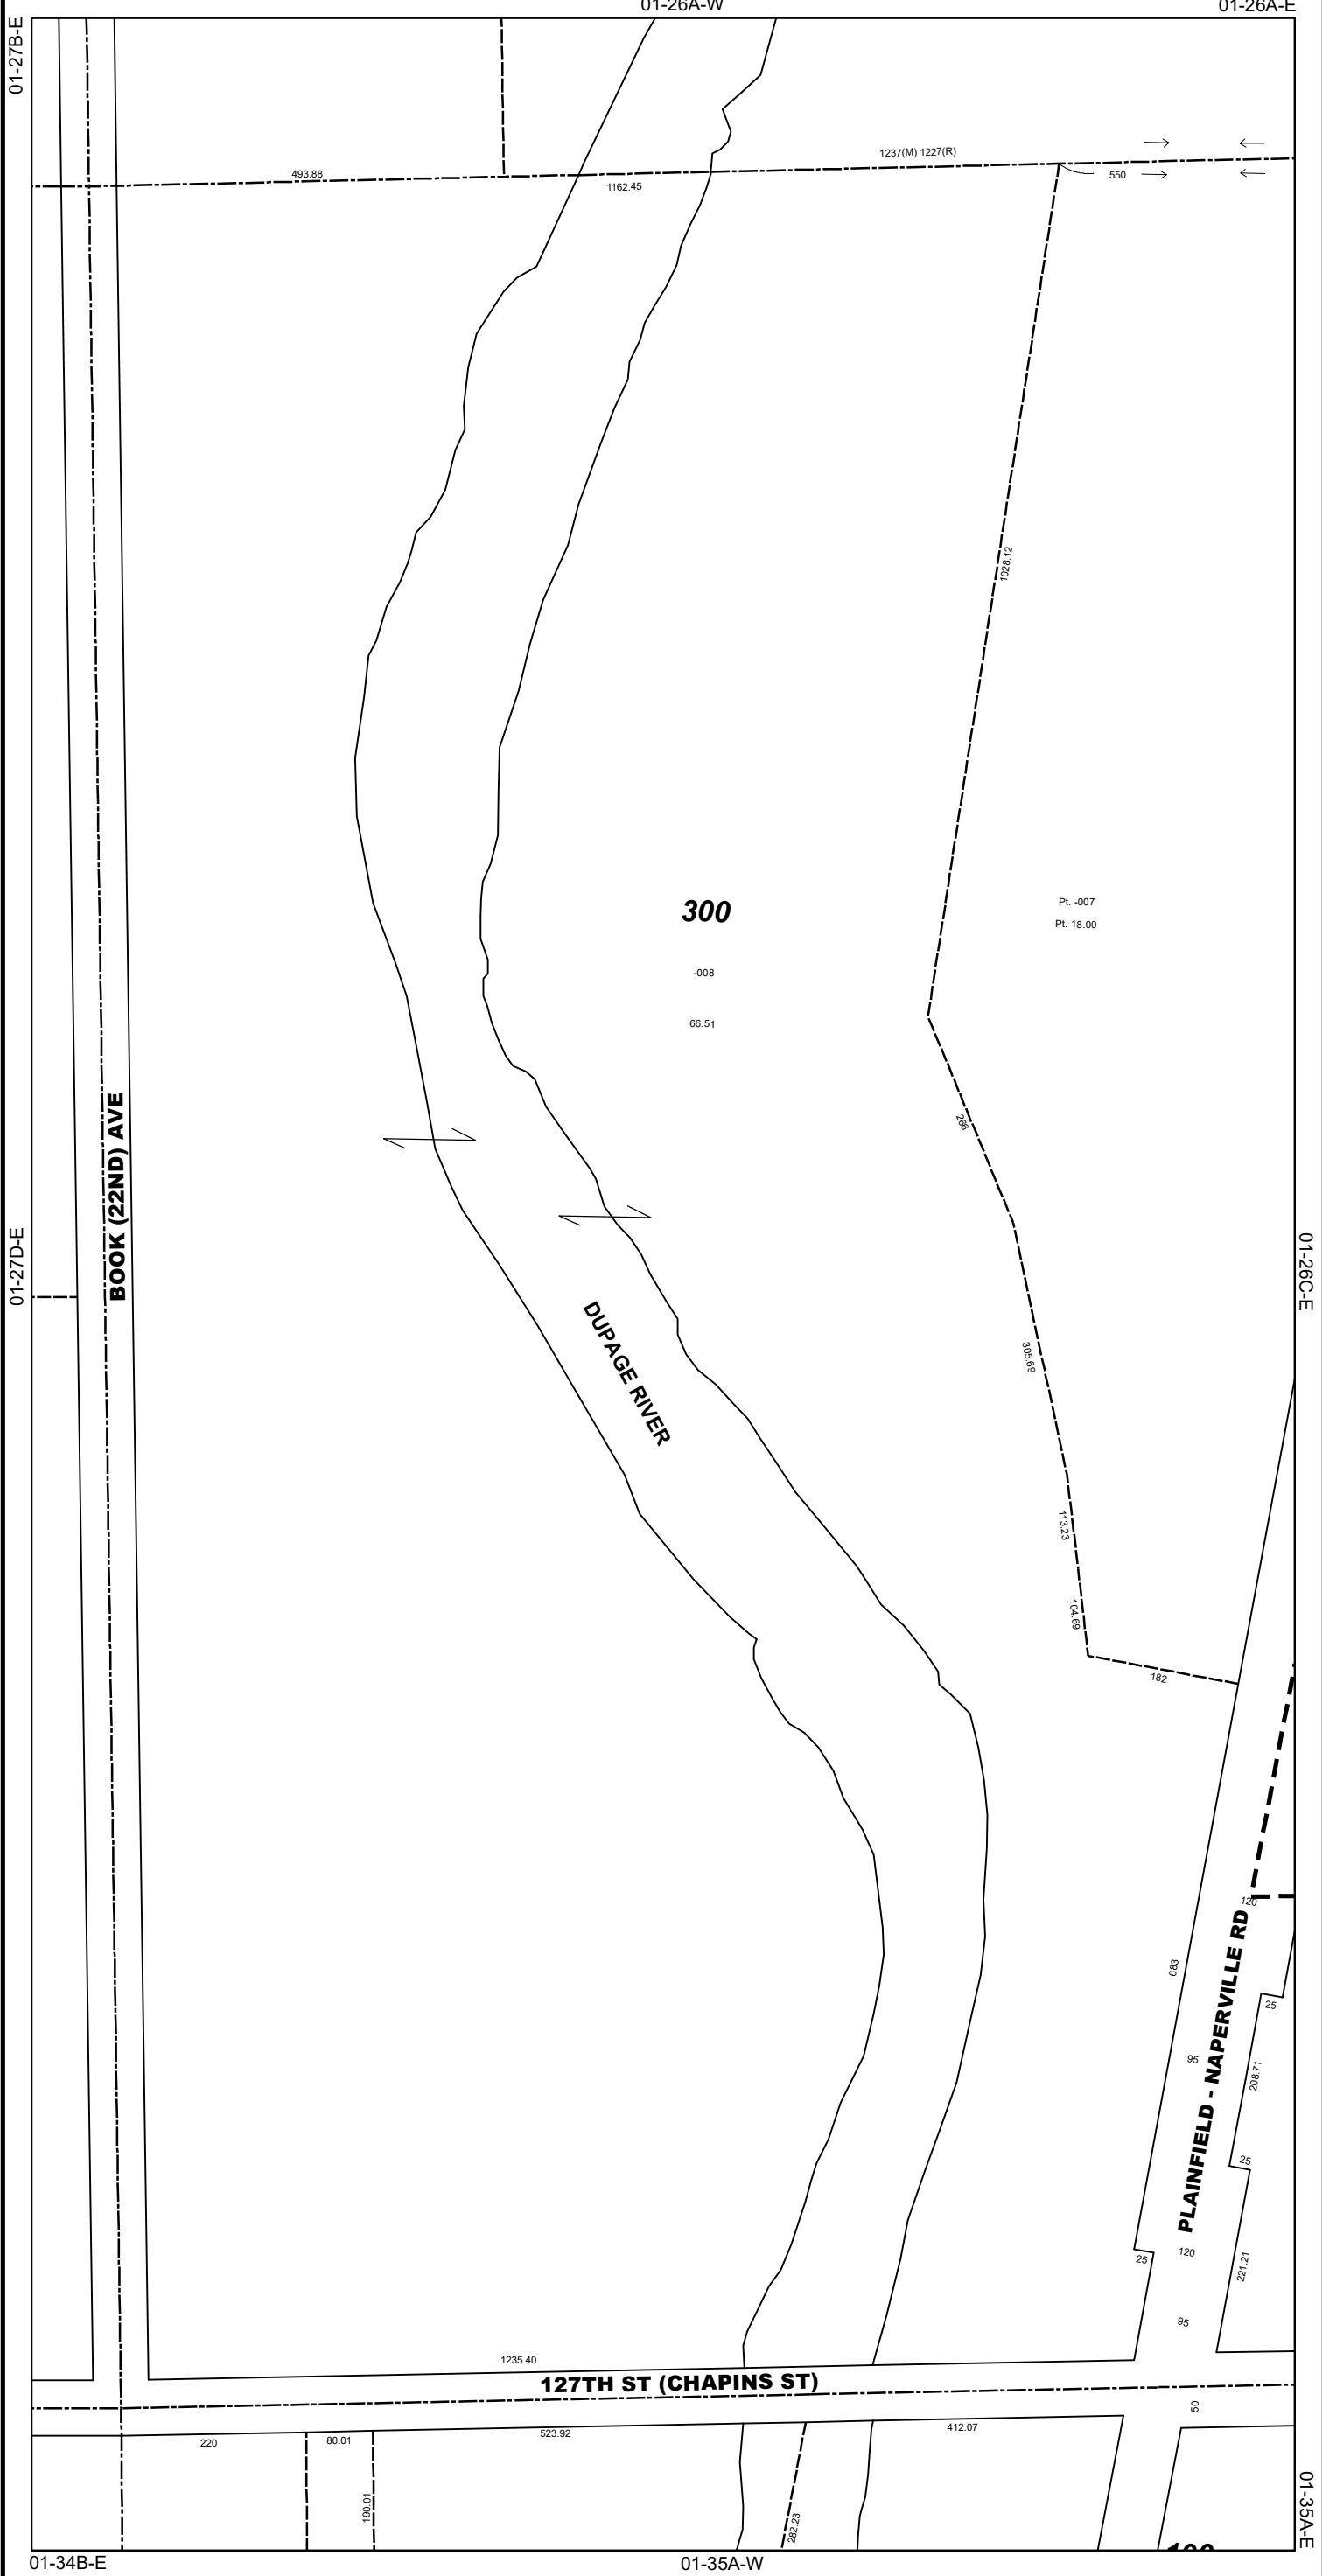 01-26A-W
01-26A-E
01-27B-E
1237(M) 1227(R)
493.88
1162.45
550
1028.12
300
Pt. -007
Pt. 18.00
-008
66.51
266
BOOK (22ND) AVE
01-27D-E
01-26C-E
DUPAGE RIVER
305.69
113.23
104.69
182
120
PLAINFIELD - NAPERVILLE RD
683
25
95
208.71
25
120
25
221.21
95
1235.40
127TH ST (CHAPINS ST)
50
220
80.01
523.92
412.07
190.01
282.23
01-35A-E
01-34B-E
01-35A-W